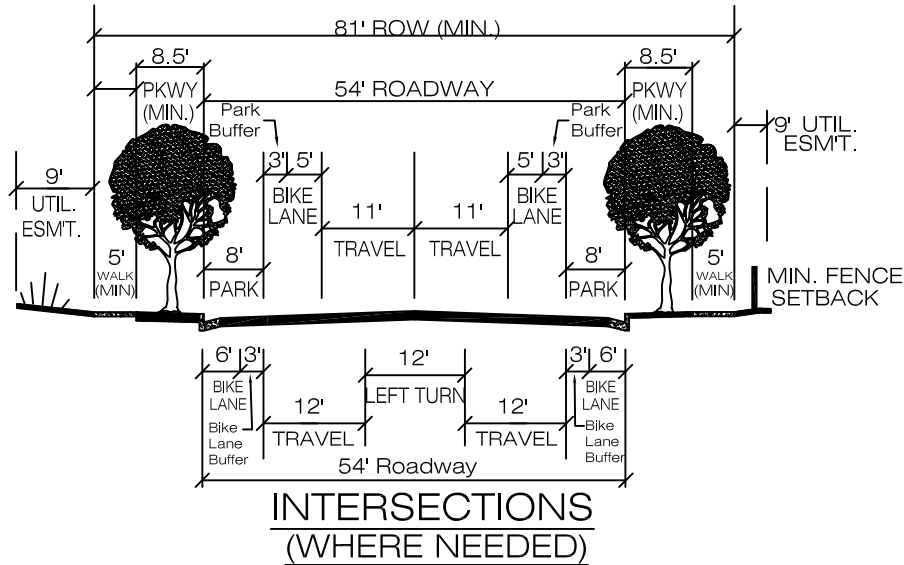 81' ROW (MIN.)
8.5'
8.5'
PKWY
(MIN.)
54' ROADWAY
PKWY
(MIN.)
Park
Buffer
Park
Buffer
9' UTIL.
ESM'T.
3' 5'
5' 3'
BIKE
LANE
BIKE
LANE
9'
UTIL.
ESM'T.
11'
11'
TRAVEL
TRAVEL
5'
WALK
(MIN)
8'
PARK
8'
PARK
5'
WALK
(MIN)
MIN. FENCE
SETBACK
6' 3'
12'
3' 6'
BIKE
LANE
LEFT TURN
BIKE
LANE
Bike
Lane
Buffer
12'
TRAVEL
12'
TRAVEL
Bike
Lane
Buffer
54' Roadway
INTERSECTIONS
(WHERE NEEDED)